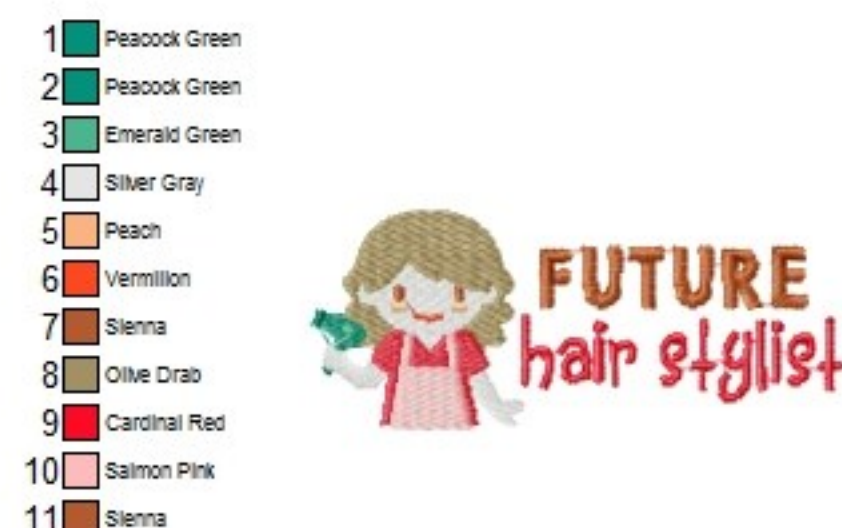 1 Peacock Green
2 Peacock Green
3 Emerald Green
4 Silver Gray
5 Peach
6 Vermilion
7 Sienna
8 Olive Drab
9 Cardinal Red
10 Salmon Pink
11 Sienna
FUTURE
hair stylist